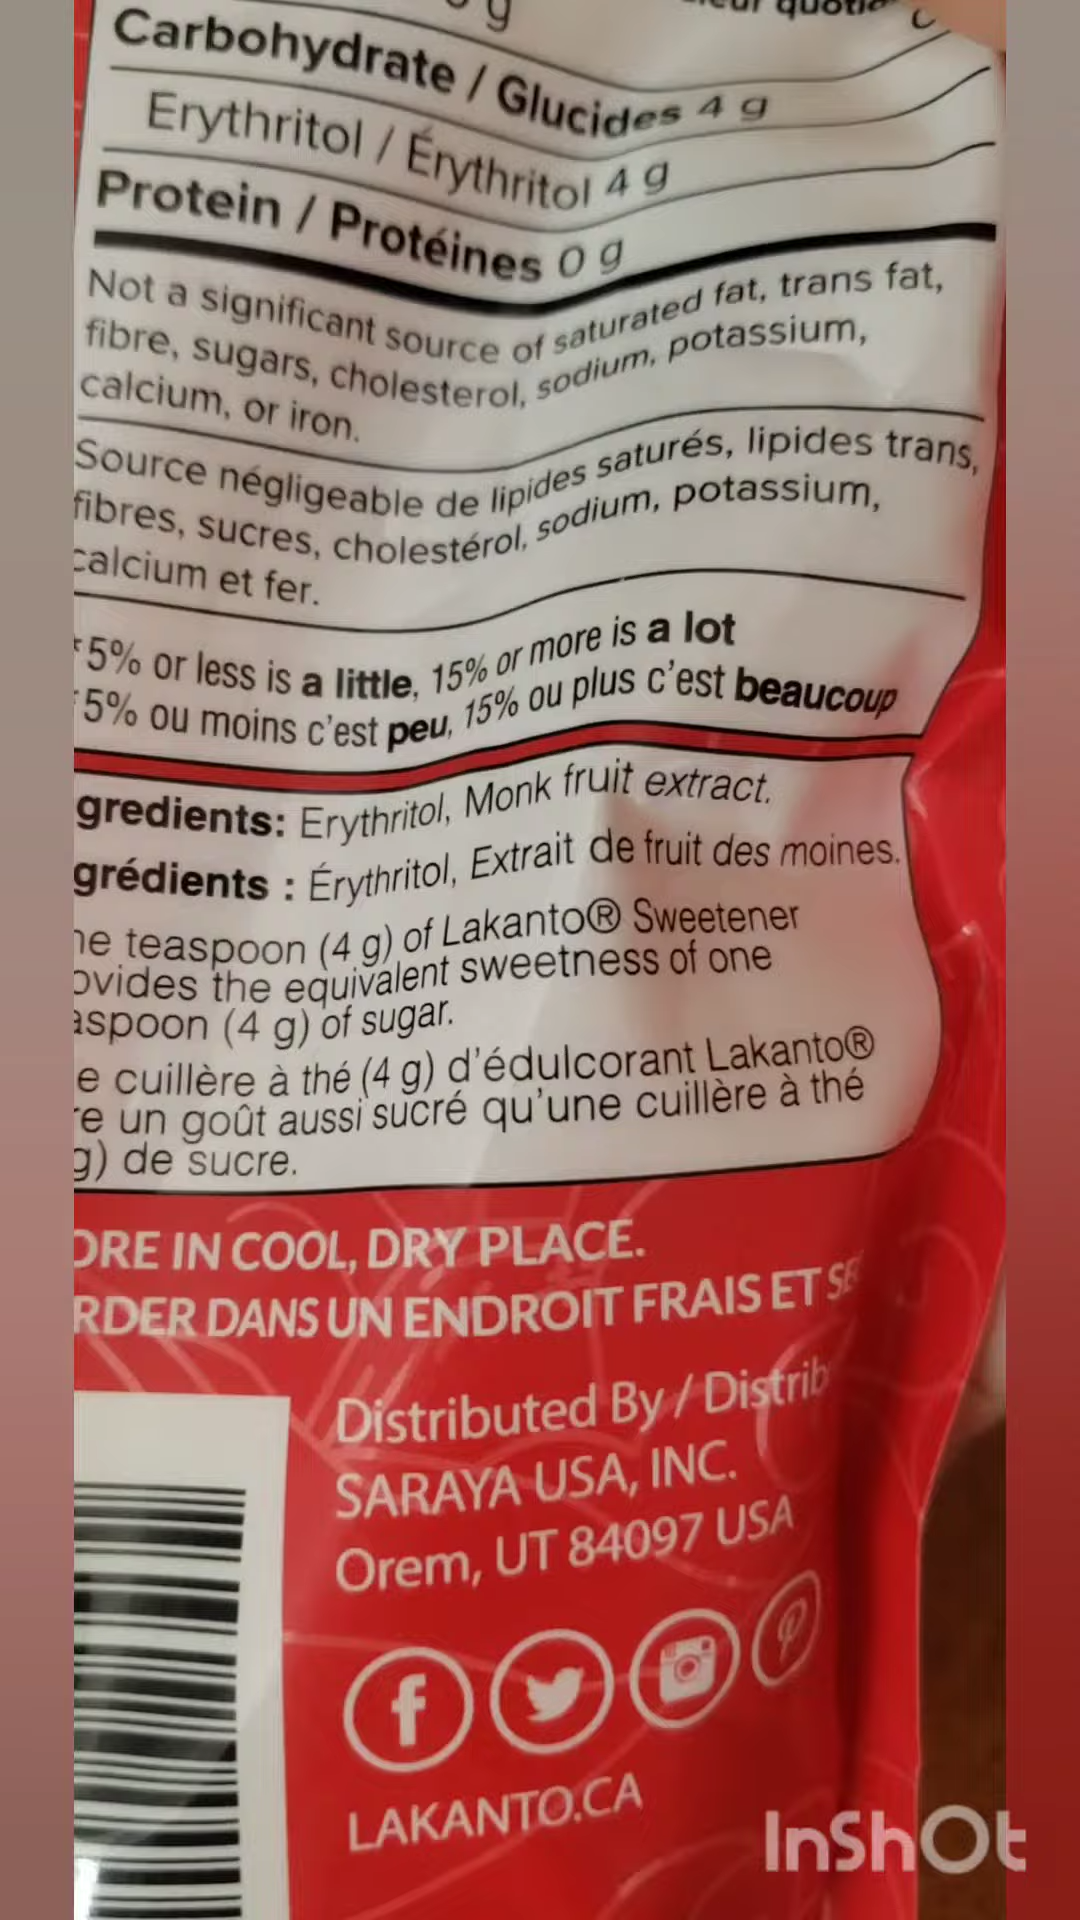 Carbohydrate / Glucides 4 g
Erythritol / Érythritol 4 g
Protein / Protéines 0 g
Not a significant source of saturated fat, trans fat,
fibre, sugars, cholesterol, sodium, potassium,
calcium, or iron.
Source négligeable de lipides saturés, lipides trans,
fibres, sucres, cholestérol, sodium, potassium,
calcium et fer.
*5% or less is a little, 15% or more is a lot
*5% ou moins c'est peu, 15% ou plus c'est beaucoup
gredients: Erythritol, Monk fruit extract.
grédients : Érythritol, Extrait de fruit des moines.
ne teaspoon (4 g) of Lakanto® Sweetener
ovides the equivalent sweetness of one
aspoon (4 g) of sugar.
e cuillère à thé (4 g) d'édulcorant Lakanto®
re un goût aussi sucré qu'une cuillère à thé
g) de sucre.
ORE IN COOL, DRY PLACE.
RDER DANS UN ENDROIT FRAIS ET SE
Distributed By / Distrib
SARAYA USA, INC.
Orem, UT 84097 USA
LAKANTO.CA
InShOt